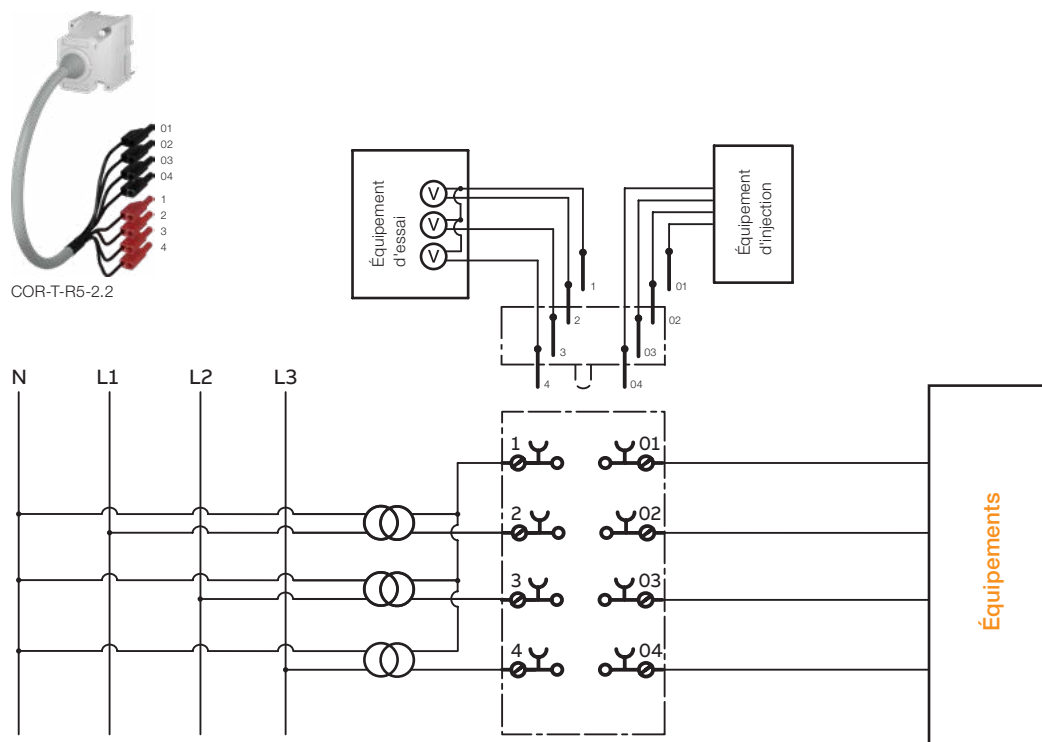 01
02
03
04
1
2
3
4
COR-T-R5-2.2
Équipement
d'essai
V
V
V
Équipement
d'injection
1
01
2
02
3
03
4
04
N L1 L2 L3
1 01
2 02
3 03
4 04
Équipements